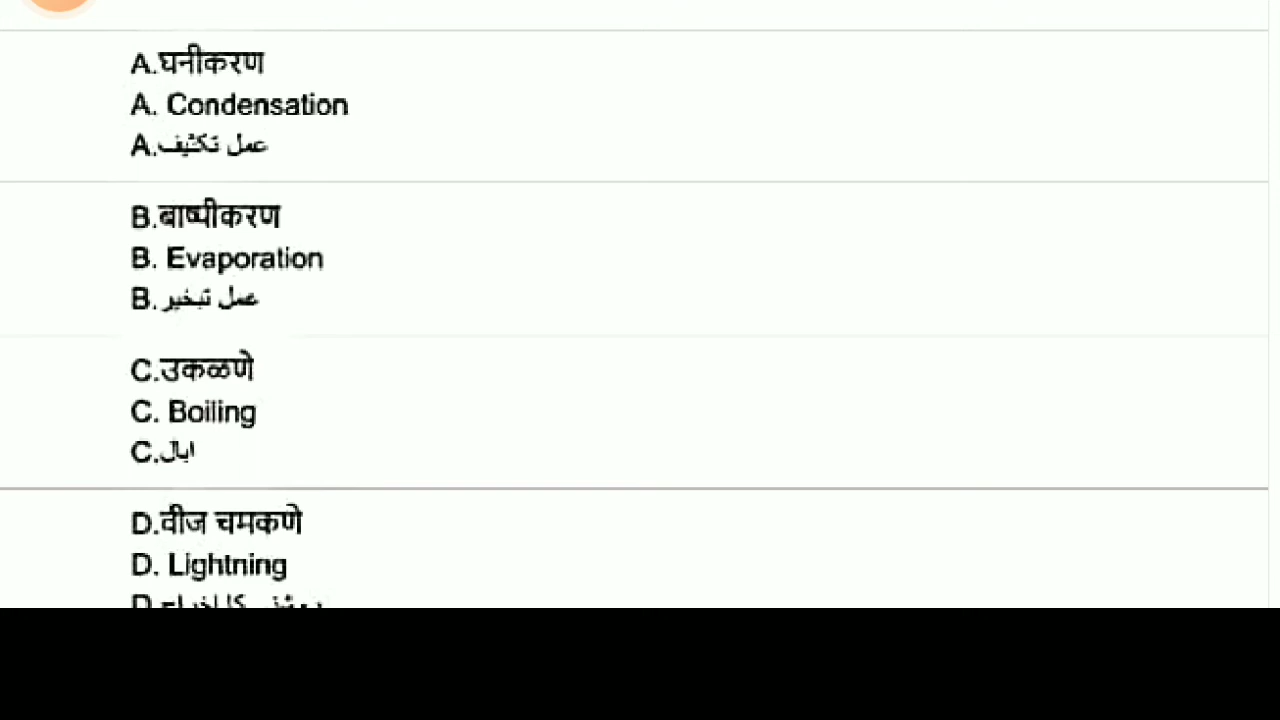 A.घनीकरण
A. Condensation
A.عمل تکثیف
B.बाष्पीकरण
B. Evaporation
B.عمل تبخیر
C.उकळणे
C. Boiling
C.ابال
D.वीज चमकणे
D. Lightning